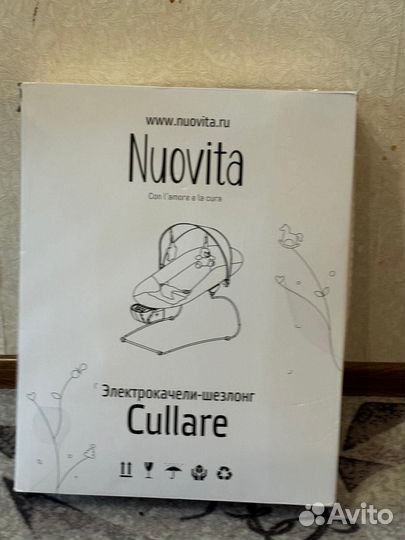 www.nuovita.ru
Nuovita
Con l'amore e la cura
Электрокачели-шезлонг
Cullare
Avito